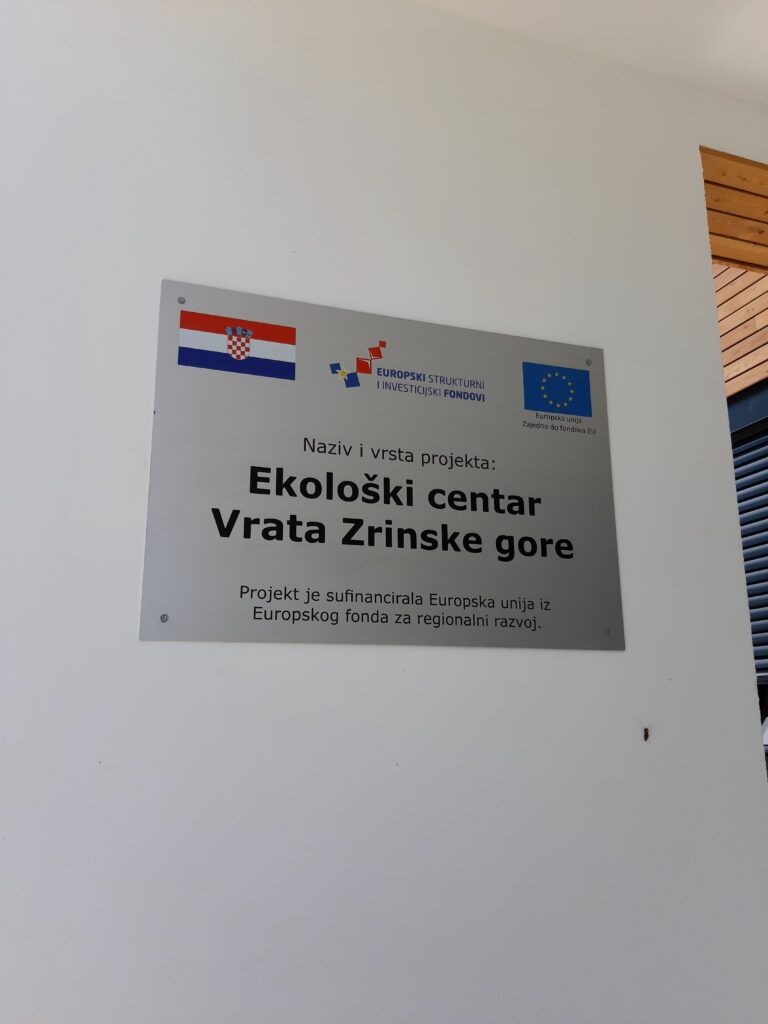 EUROPSKI STRUKTURNI
I INVESTICIJSKI FONDOVI
Europska unija
Zajedno do fondova EU
Naziv i vrsta projekta:
Ekološki centar
Vrata Zrinske gore
Projekt je sufinancirala Europska unija iz
Europskog fonda za regionalni razvoj.